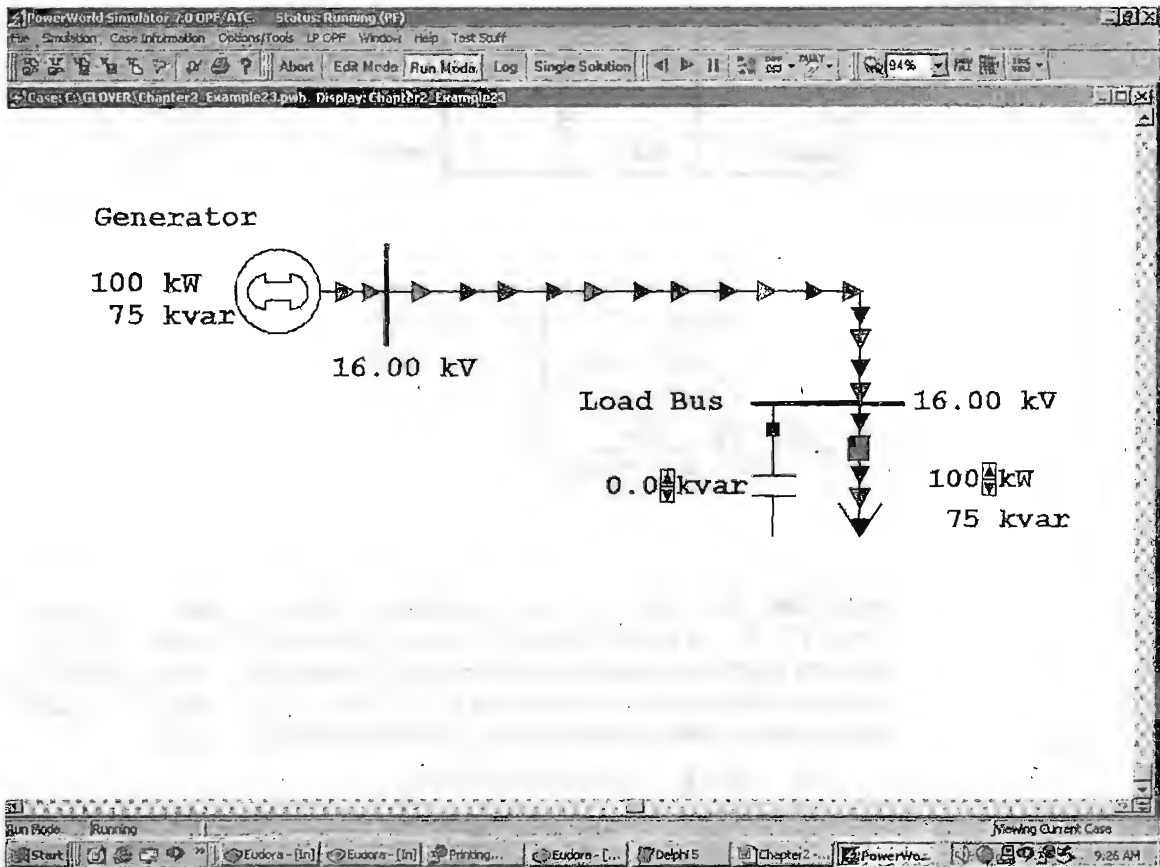 PowerWorld Simulator 7.0 OPF/ATC. Status: Running (PF)
File Simulation Case Information Options/Tools LP OPF Window Help Test Stuff
Abort Edit Mode Run Mode Log Single Solution 94%
Case: C:\GLOVER\Chapter2_Example23.pwb Display: Chapter2_Example23
Generator
100 kW
75 kvar
16.00 kV
Load Bus
16.00 kV
0.0 kvar
100 kW
75 kvar
Run Mode Running Viewing Current Case
Start Eudora - [In] Eudora - [In] Printing... Eudora - [... Delphi 5 Chapter2 -... PowerWo... 9:26 AM